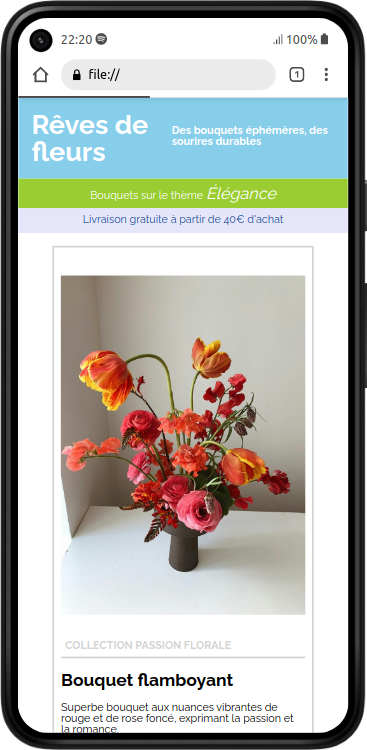 22:20
100%
file://
1
Rêves de
fleurs
Des bouquets éphémères, des
sourires durables
Bouquets sur le thème Élégance
Livraison gratuite à partir de 40€ d'achat
COLLECTION PASSION FLORALE
Bouquet flamboyant
Superbe bouquet aux nuances vibrantes de
rouge et de rose foncé, exprimant la passion et
la romance.